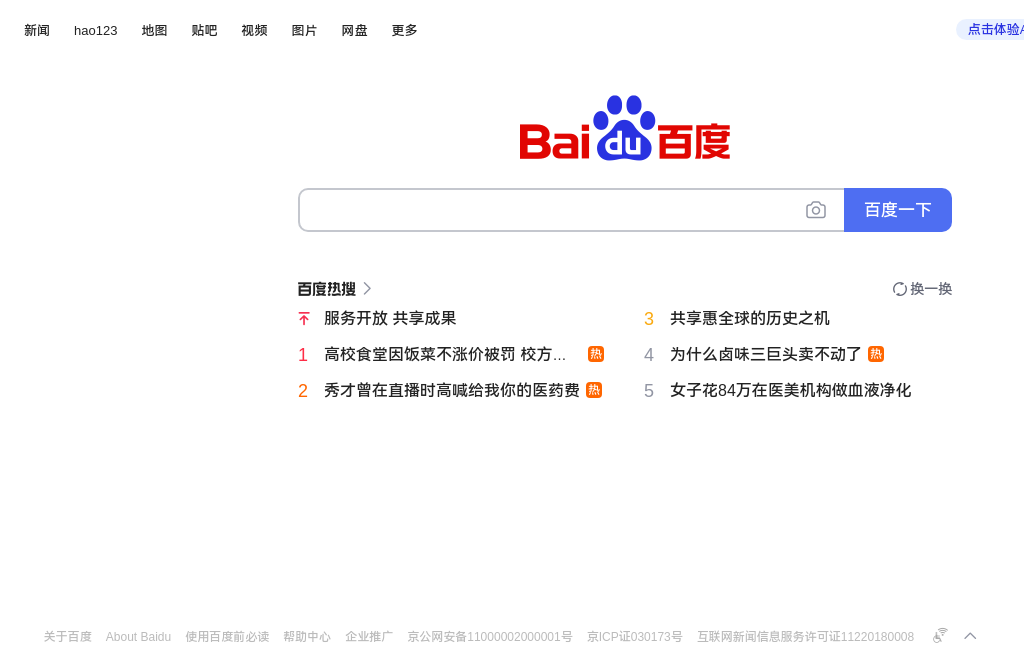 新闻 hao123 地图 贴吧 视频 图片 网盘 更多 点击体验A
Bai du 百度
百度一下
百度热搜 换一换
服务开放 共享成果
1 高校食堂因饭菜不涨价被罚 校方... 热
2 秀才曾在直播时高喊给我你的医药费 热
3 共享惠全球的历史之机
4 为什么卤味三巨头卖不动了 热
5 女子花84万在医美机构做血液净化
关于百度 About Baidu 使用百度前必读 帮助中心 企业推广 京公网安备11000002000001号 京ICP证030173号 互联网新闻信息服务许可证11220180008